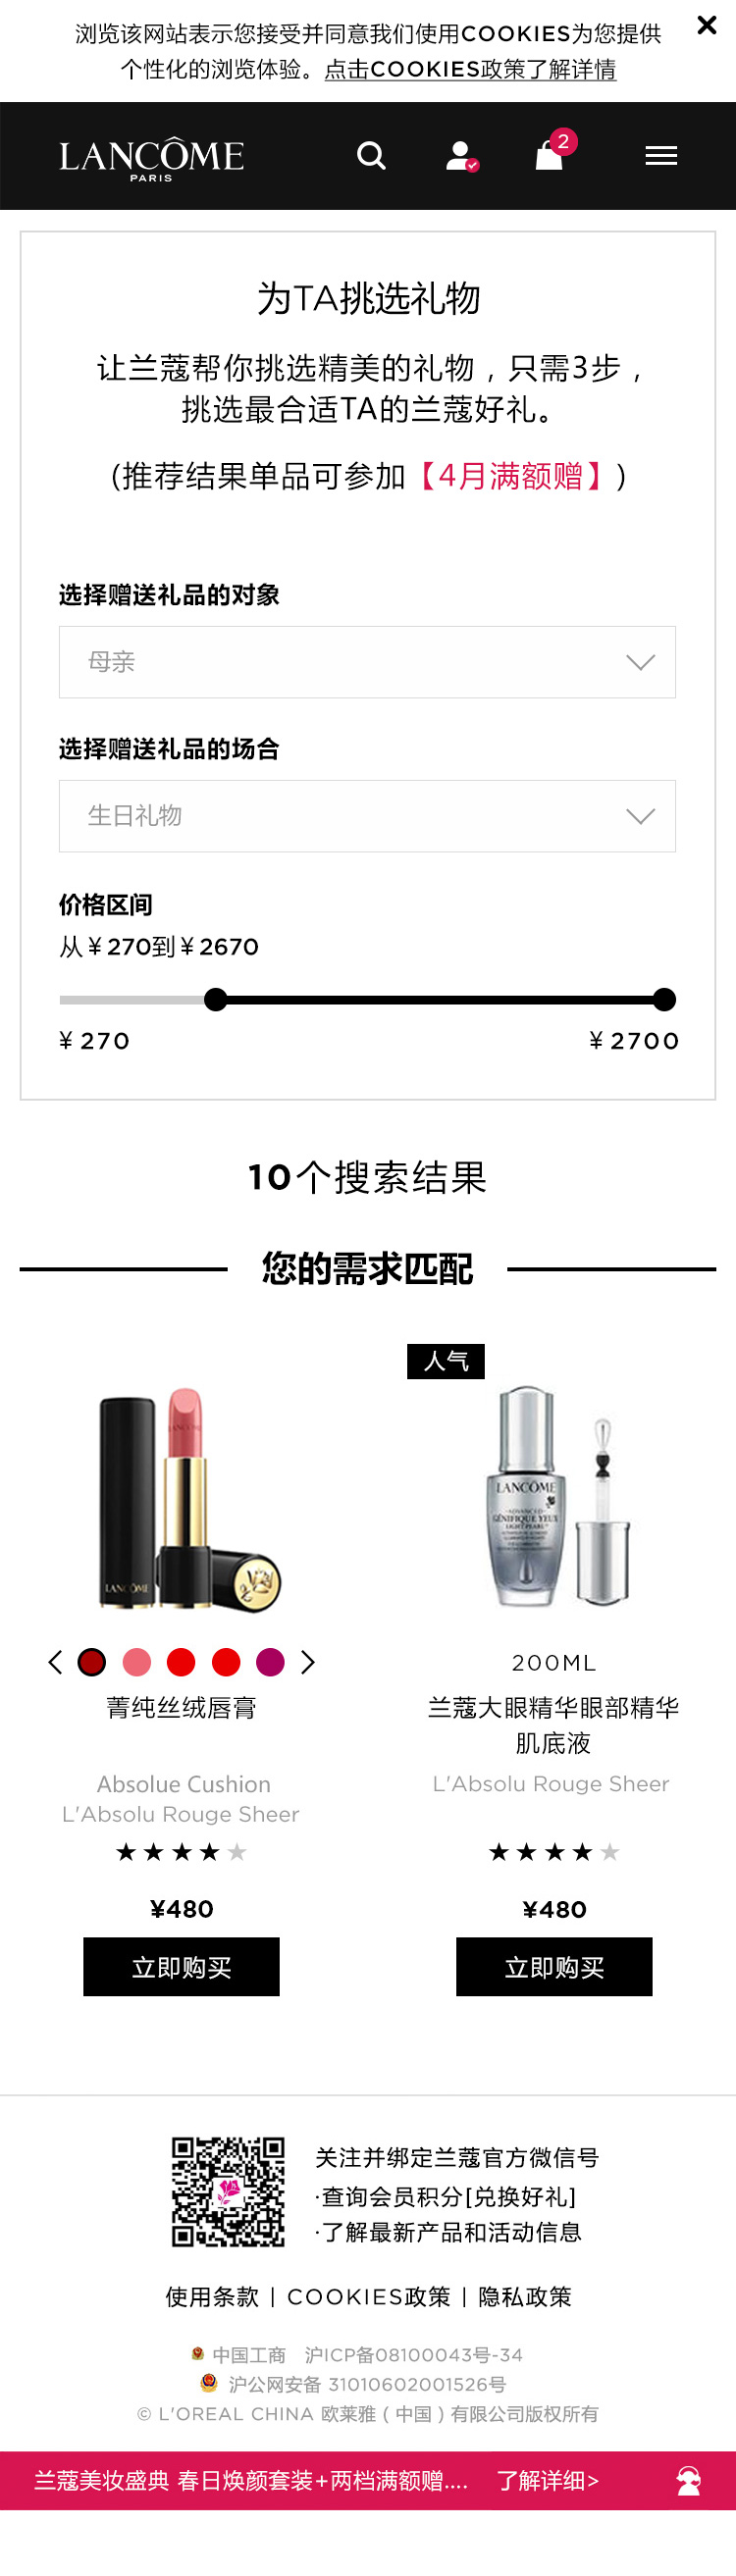 浏览该网站表示您接受并同意我们使用COOKIES为您提供
个性化的浏览体验。点击COOKIES政策了解详情
LANCÔME
PARIS
2
为TA挑选礼物
让兰蔻帮你挑选精美的礼物，只需3步，
挑选最合适TA的兰蔻好礼。
(推荐结果单品可参加【4月满额赠】)
选择赠送礼品的对象
母亲
选择赠送礼品的场合
生日礼物
价格区间
从¥270到¥2670
¥ 270
¥ 2700
10个搜索结果
您的需求匹配
人气
LANCÔME
LANCÔME
LANCÔME
ADVANCED
GÉNIFIQUE YEUX
LIGHT PEARL
200ML
菁纯丝绒唇膏
兰蔻大眼精华眼部精华
肌底液
Absolue Cushion
L'Absolu Rouge Sheer
L'Absolu Rouge Sheer
¥480
¥480
立即购买
立即购买
关注并绑定兰蔻官方微信号
·查询会员积分[兑换好礼]
·了解最新产品和活动信息
使用条款 | COOKIES政策 | 隐私政策
中国工商 沪ICP备08100043号-34
沪公网安备 31010602001526号
© L'OREAL CHINA 欧莱雅 ( 中国 ) 有限公司版权所有
兰蔻美妆盛典 春日焕颜套装+两档满额赠.... 了解详细>